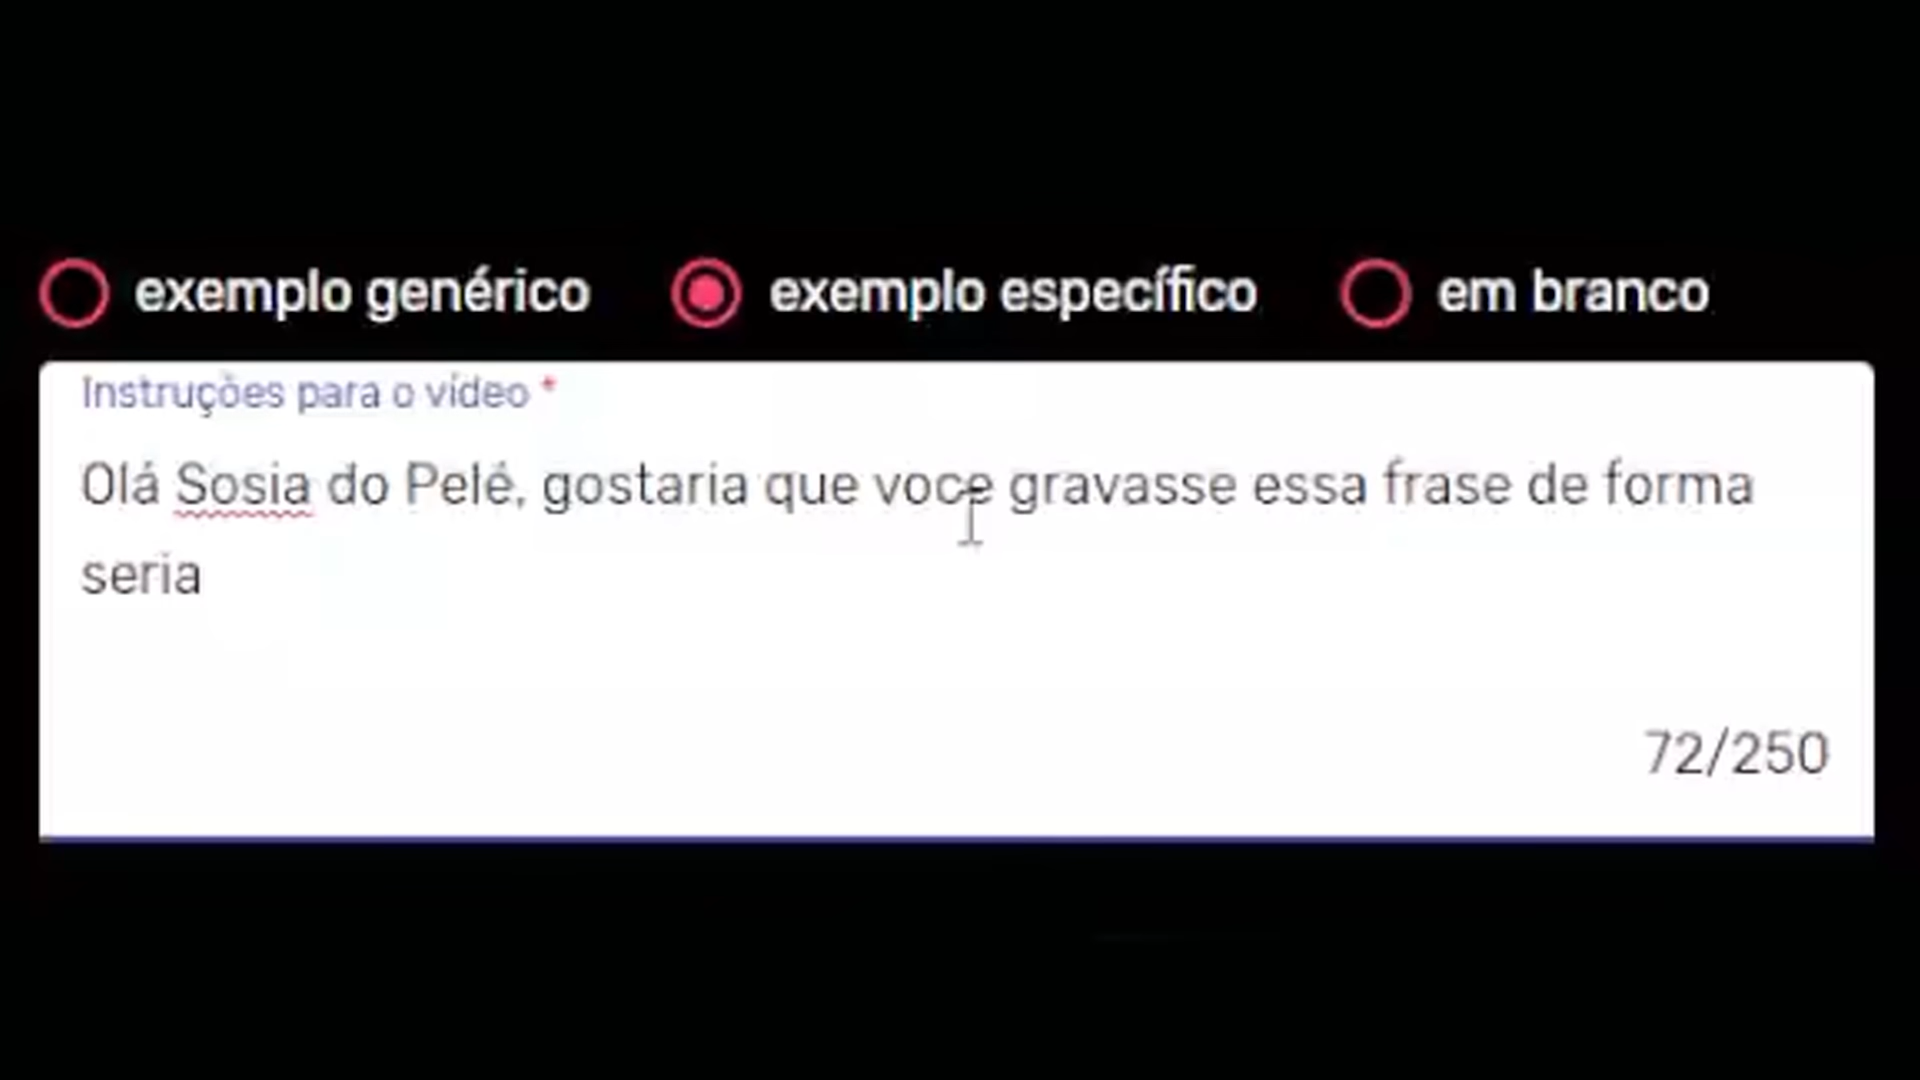 exemplo genérico exemplo específico em branco
Instruções para o vídeo *
Olá Sosia do Pelé, gostaria que voce gravasse essa frase de forma
seria
72/250